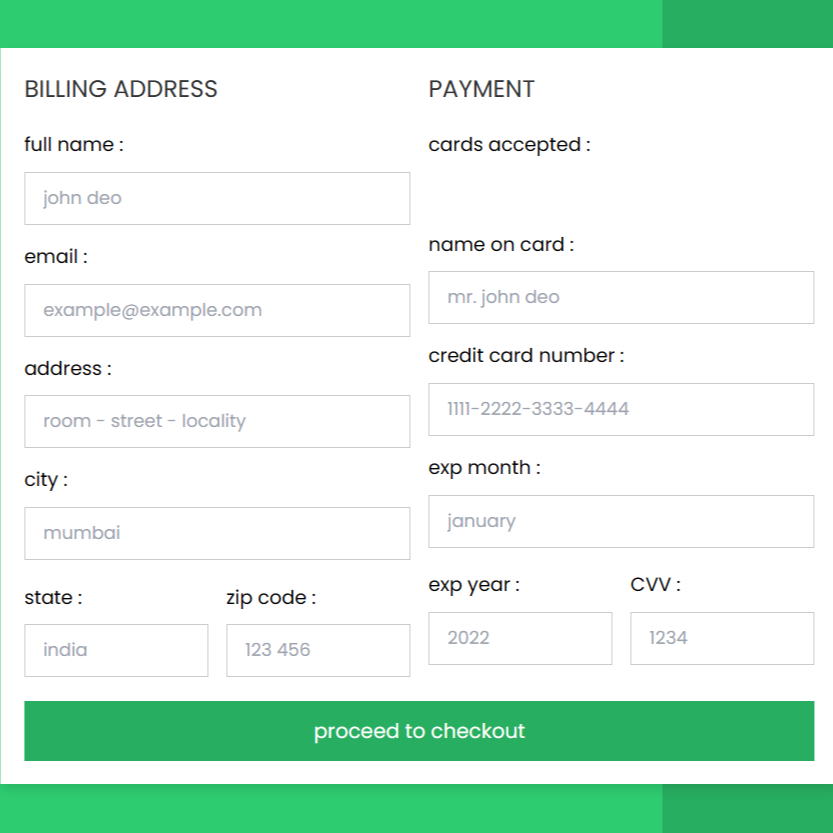 BILLING ADDRESS
full name :
john deo
email :
example@example.com
address :
room - street - locality
city :
mumbai
state :
india
zip code :
123 456
PAYMENT
cards accepted :
name on card :
mr. john deo
credit card number :
1111-2222-3333-4444
exp month :
january
exp year :
2022
CVV :
1234
proceed to checkout